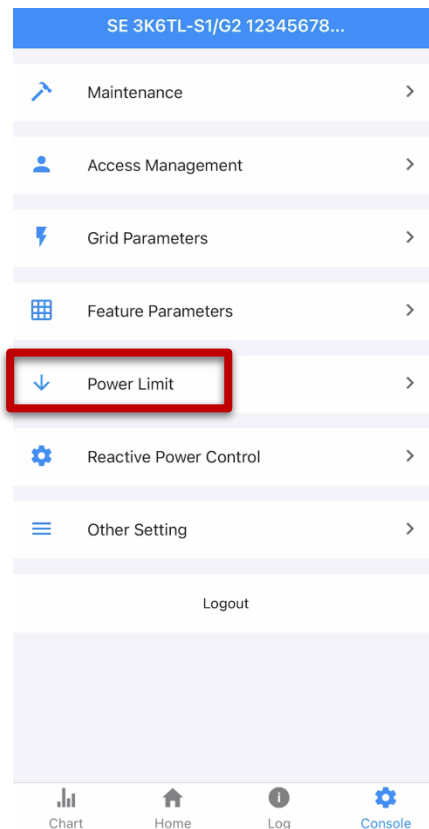 SE 3K6TL-S1/G2 12345678...
Maintenance
Access Management
Grid Parameters
Feature Parameters
Power Limit
Reactive Power Control
Other Setting
Logout
Chart
Home
Log
Console